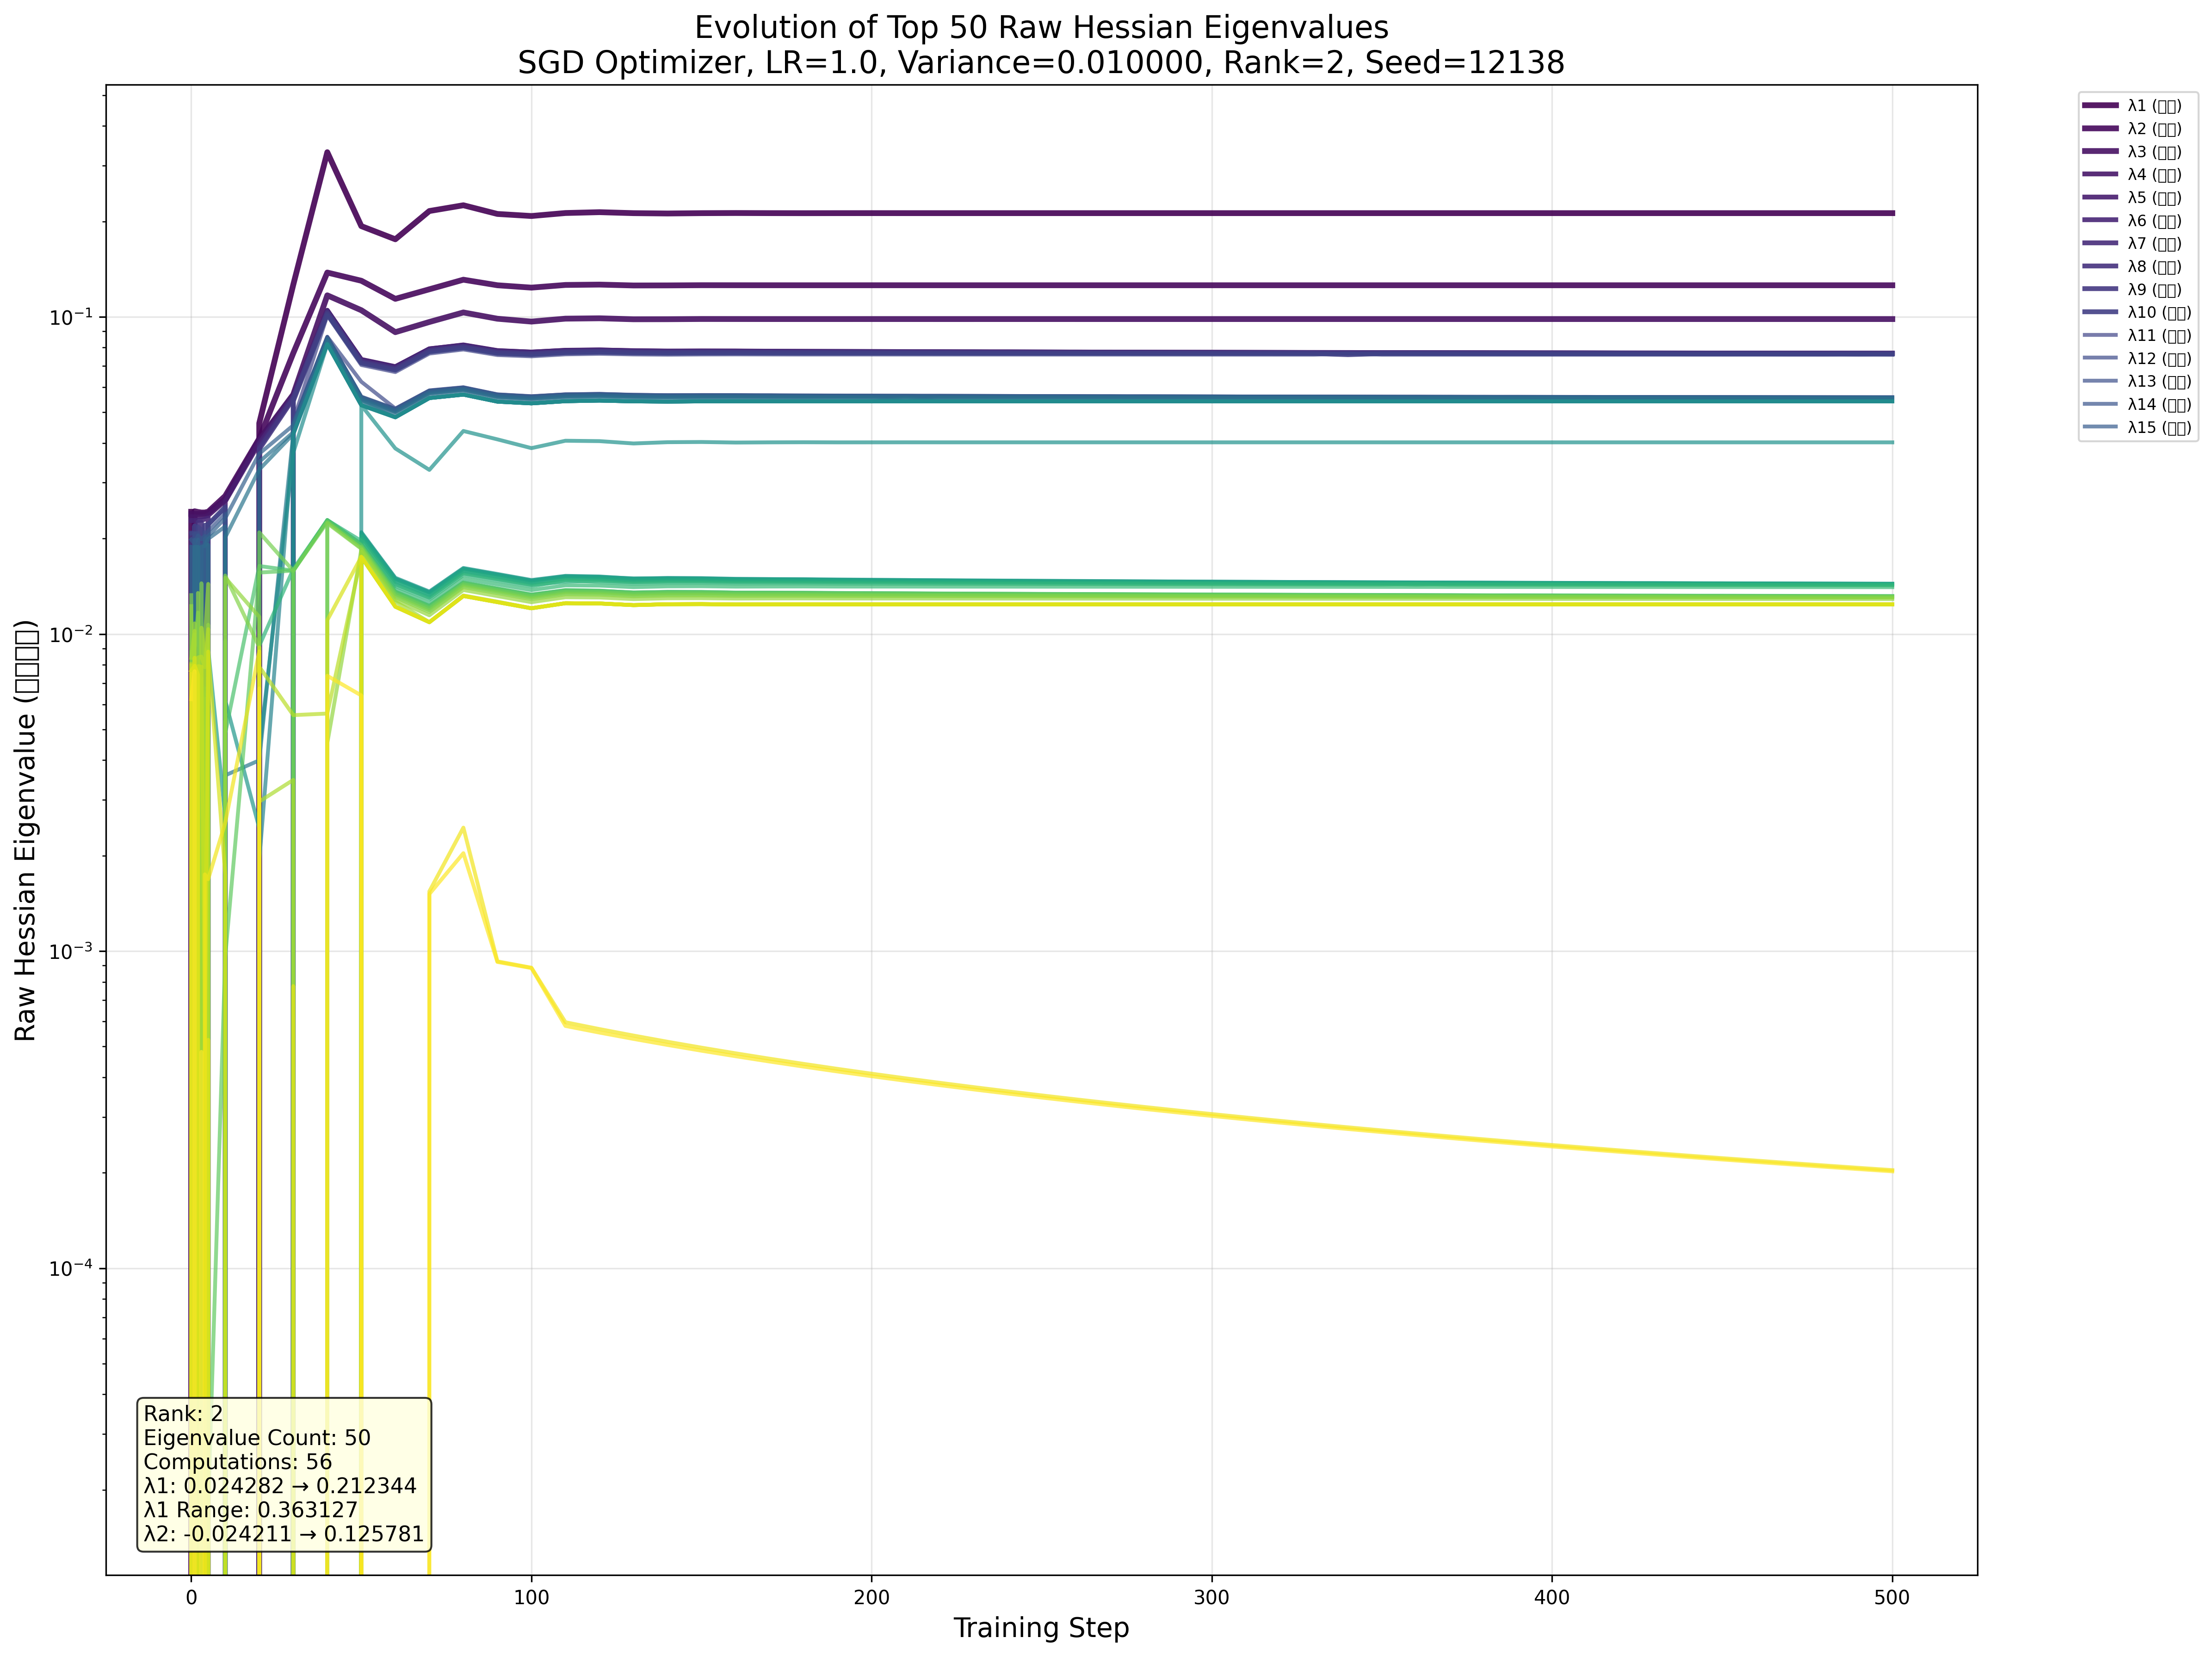 Evolution of Top 50 Raw Hessian Eigenvalues
SGD Optimizer, LR=1.0, Variance=0.010000, Rank=2, Seed=12138
Raw Hessian Eigenvalue (□□□□)
10⁻¹
10⁻²
10⁻³
10⁻⁴
Rank: 2
Eigenvalue Count: 50
Computations: 56
λ1: 0.024282 → 0.212344
λ1 Range: 0.363127
λ2: -0.024211 → 0.125781
0 100 200 300 400 500
Training Step
λ1 (□□)
λ2 (□□)
λ3 (□□)
λ4 (□□)
λ5 (□□)
λ6 (□□)
λ7 (□□)
λ8 (□□)
λ9 (□□)
λ10 (□□)
λ11 (□□)
λ12 (□□)
λ13 (□□)
λ14 (□□)
λ15 (□□)